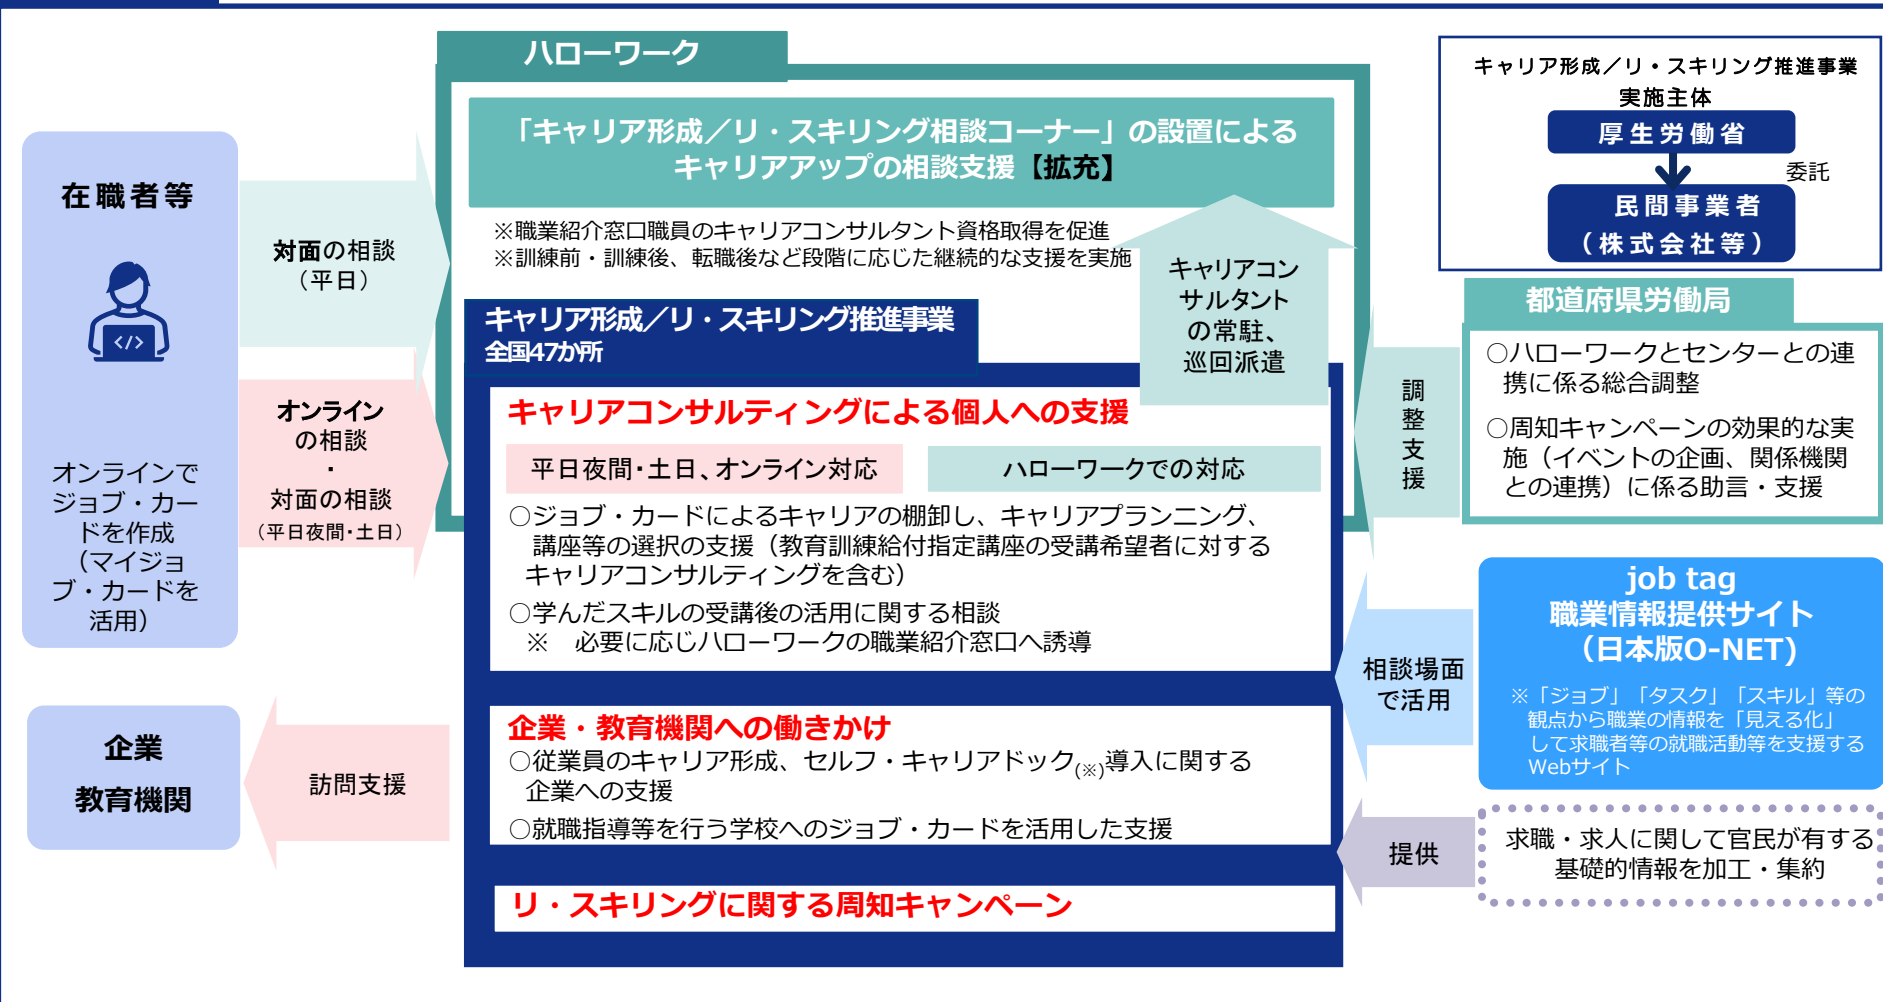 ハローワーク
「キャリア形成／リ・スキリング相談コーナー」の設置による
キャリアアップの相談支援【拡充】
※職業紹介窓口職員のキャリアコンサルタント資格取得を促進
※訓練前・訓練後、転職後など段階に応じた継続的な支援を実施
キャリアコン
サルタント
の常駐、
巡回派遣
在職者等
</>
オンラインで
ジョブ・カー
ドを作成
（マイジョ
ブ・カードを
活用）
対面の相談
（平日）
オンライン
の相談
・
対面の相談
（平日夜間・土日）
キャリア形成／リ・スキリング推進事業
全国47か所
キャリアコンサルティングによる個人への支援
平日夜間・土日、オンライン対応
ハローワークでの対応
○ジョブ・カードによるキャリアの棚卸し、キャリアプランニング、
講座等の選択の支援（教育訓練給付指定講座の受講希望者に対する
キャリアコンサルティングを含む）
○学んだスキルの受講後の活用に関する相談
※　必要に応じハローワークの職業紹介窓口へ誘導
企業・教育機関への働きかけ
○従業員のキャリア形成、セルフ・キャリアドック(※)導入に関する
企業への支援
○就職指導等を行う学校へのジョブ・カードを活用した支援
リ・スキリングに関する周知キャンペーン
企業
教育機関
訪問支援
キャリア形成／リ・スキリング推進事業
実施主体
厚生労働省
委託
民間事業者
（株式会社等）
都道府県労働局
○ハローワークとセンターとの連
携に係る総合調整
○周知キャンペーンの効果的な実
施（イベントの企画、関係機関
との連携）に係る助言・支援
調
整
支
援
job tag
職業情報提供サイト
（日本版O-NET)
※「ジョブ」「タスク」「スキル」等の
観点から職業の情報を「見える化」
して求職者等の就職活動等を支援する
Webサイト
相談場面
で活用
提供
求職・求人に関して官民が有する
基礎的情報を加工・集約